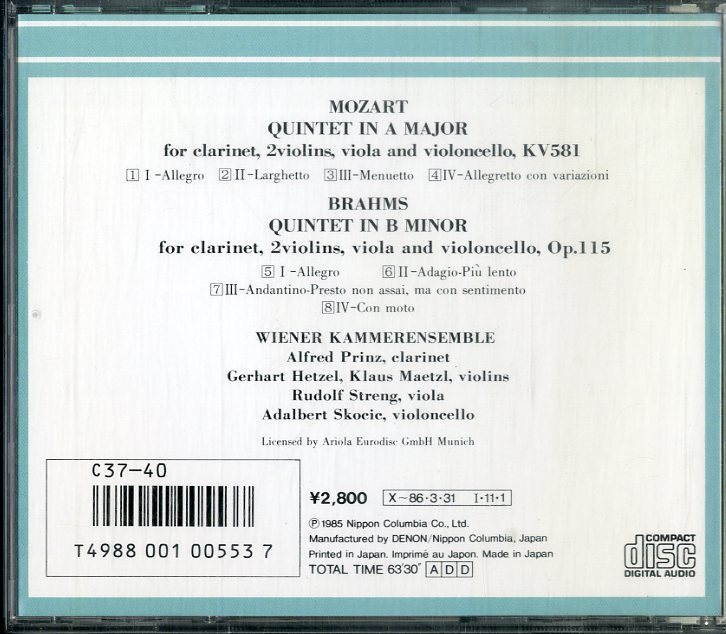 MOZART
QUINTET IN A MAJOR
for clarinet, 2violins, viola and violoncello, KV581
1 I-Allegro 2 II-Larghetto 3 III-Menuetto 4 IV-Allegretto con variazioni
BRAHMS
QUINTET IN B MINOR
for clarinet, 2violins, viola and violoncello, Op.115
5 I-Allegro 6 II-Adagio-Più lento
7 III-Andantino-Presto non assai, ma con sentimento
8 IV-Con moto
WIENER KAMMERENSEMBLE
Alfred Prinz, clarinet
Gerhart Hetzel, Klaus Maetzl, violins
Rudolf Streng, viola
Adalbert Skocic, violoncello
Licensed by Ariola Eurodisc GmbH Munich
C37-40
T4988 001 00553 7
¥2,800 X-86·3·31 I·11·1
Ⓟ1985 Nippon Columbia Co., Ltd.
Manufactured by DENON/Nippon Columbia, Japan
Printed in Japan. Imprimé au Japon. Made in Japan
TOTAL TIME 63'30" A D D
COMPACT
disc
DIGITAL AUDIO